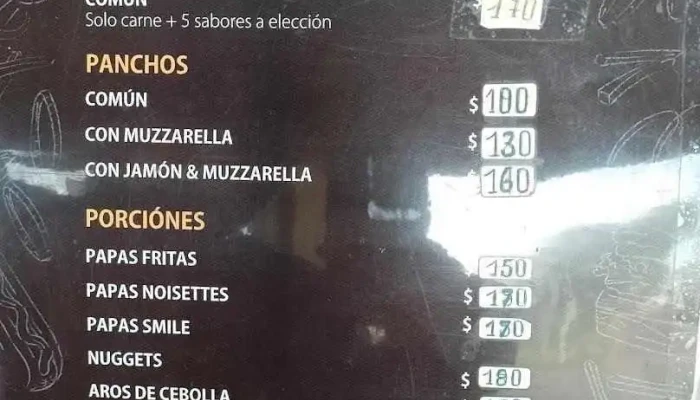 COMÚN
Solo carne + 5 sabores a elección
170
PANCHOS
COMÚN $ 100
CON MUZZARELLA $ 130
CON JAMÓN & MUZZARELLA $ 160
PORCIÓNES
PAPAS FRITAS $ 150
PAPAS NOISETTES $
PAPAS SMILE $
NUGGETS $ 180
AROS DE CEBOLLA